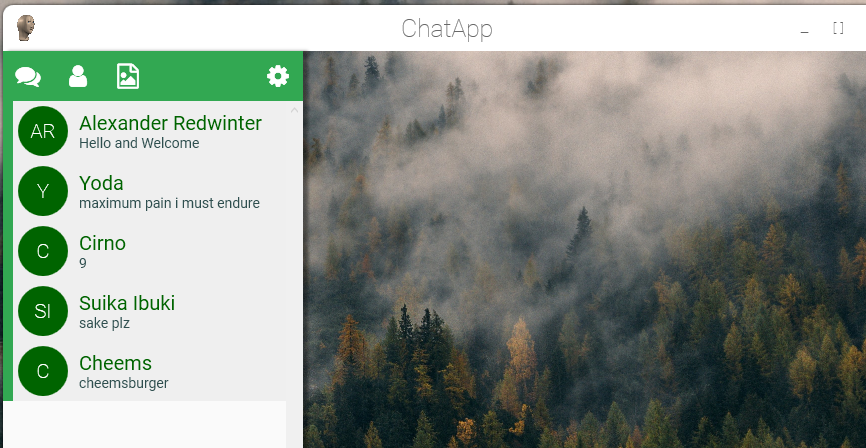 ChatApp
AR
Alexander Redwinter
Hello and Welcome
Y
Yoda
maximum pain i must endure
C
Cirno
9
SI
Suika Ibuki
sake plz
C
Cheems
cheemsburger